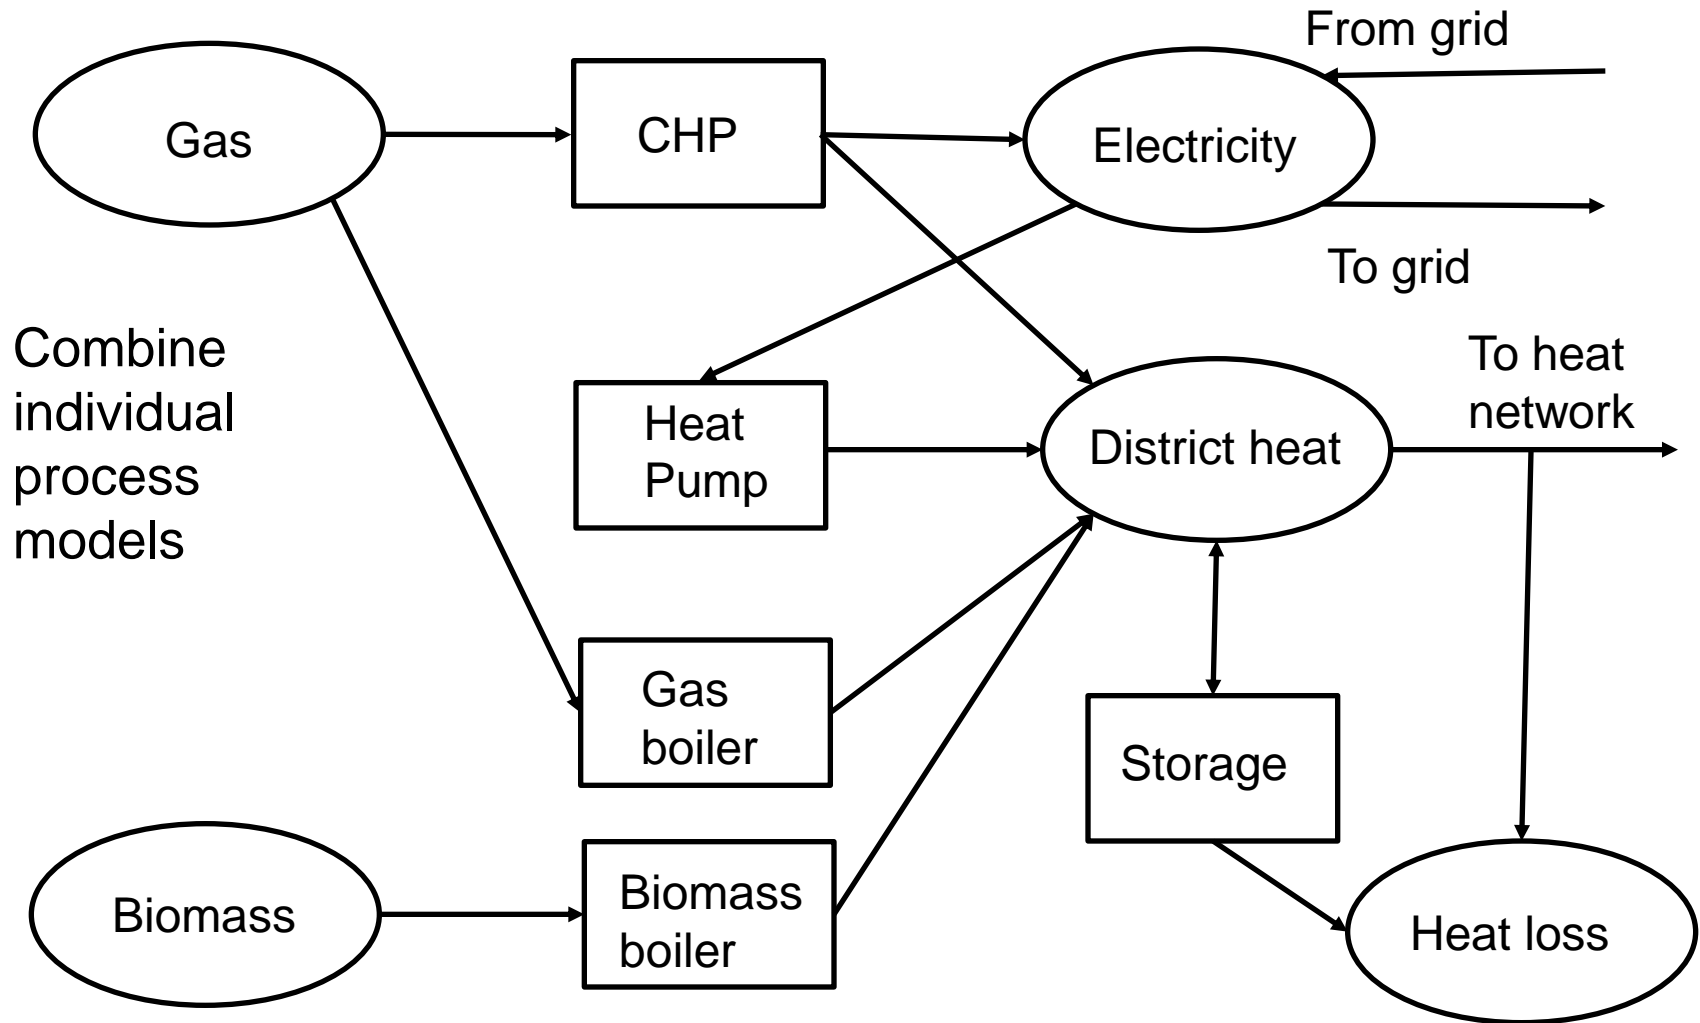 From grid
Gas
CHP
Electricity
To grid
Combine
individual
process
models
To heat
network
Heat
Pump
District heat
Gas
boiler
Storage
Biomass
Biomass
boiler
Heat loss